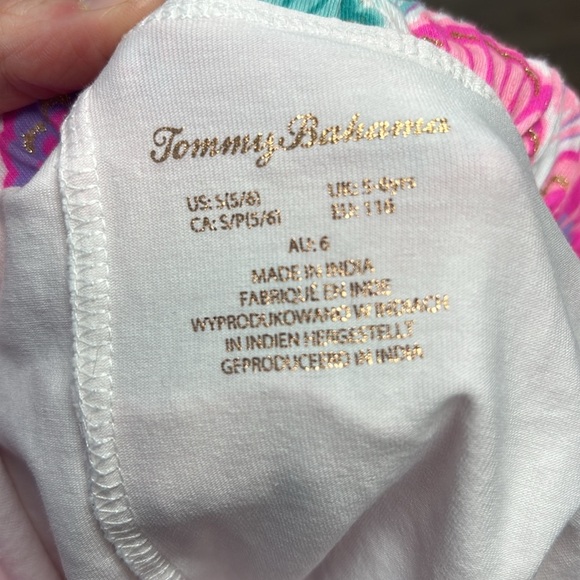 Tommy Bahama
US: S(5/6) UK: 5-6yrs
CA: S/P(5/6) EU: 116
AU: 6
MADE IN INDIA
FABRIQUÉ EN INDE
WYPRODUKOWANO W INDIACH
IN INDIEN HERGESTELLT
GEPRODUCEERD IN INDIA